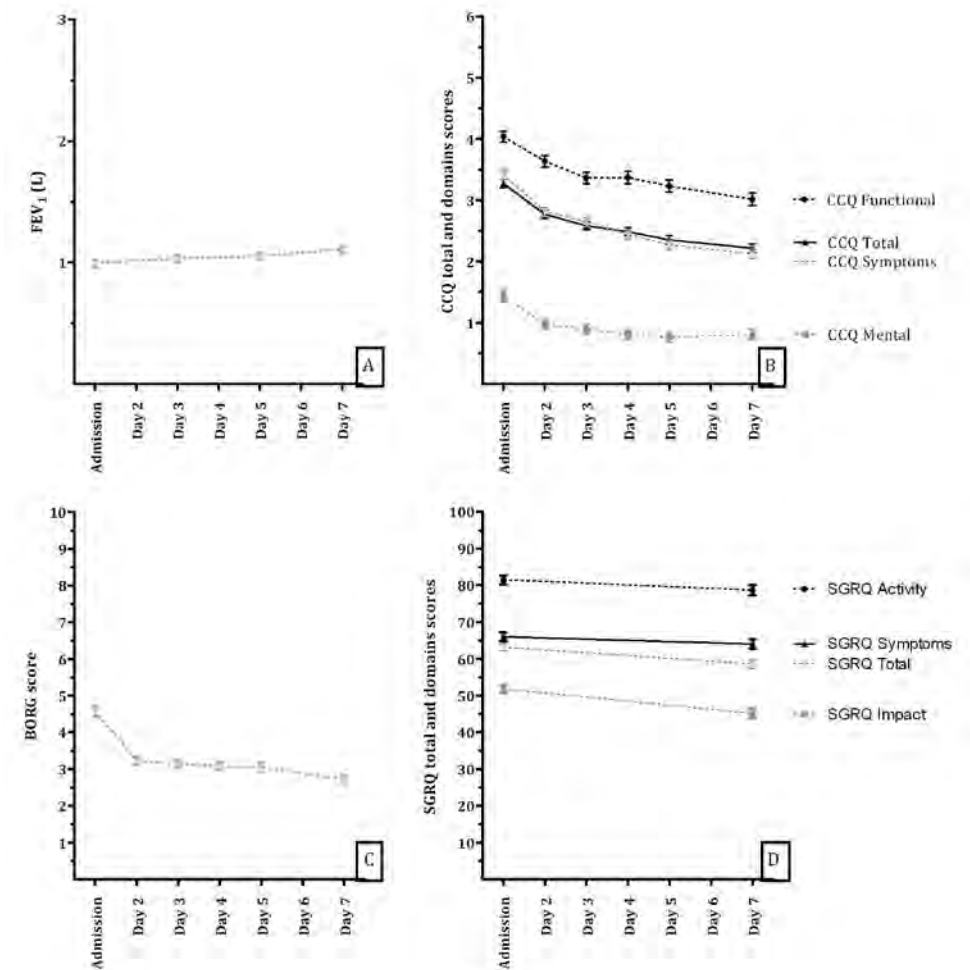 FEV1 (L)
3
2
1
A
Admission
Day 2
Day 3
Day 4
Day 5
Day 6
Day 7
CCQ total and domains scores
6
5
4
3
2
1
CCQ Functional
CCQ Total
CCQ Symptoms
CCQ Mental
B
Admission
Day 2
Day 3
Day 4
Day 5
Day 6
Day 7
BORG score
10
9
8
7
6
5
4
3
2
1
C
Admission
Day 2
Day 3
Day 4
Day 5
Day 6
Day 7
SGRQ total and domains scores
100
90
80
70
60
50
40
30
20
10
SGRQ Activity
SGRQ Symptoms
SGRQ Total
SGRQ Impact
D
Admission
Day 2
Day 3
Day 4
Day 5
Day 6
Day 7